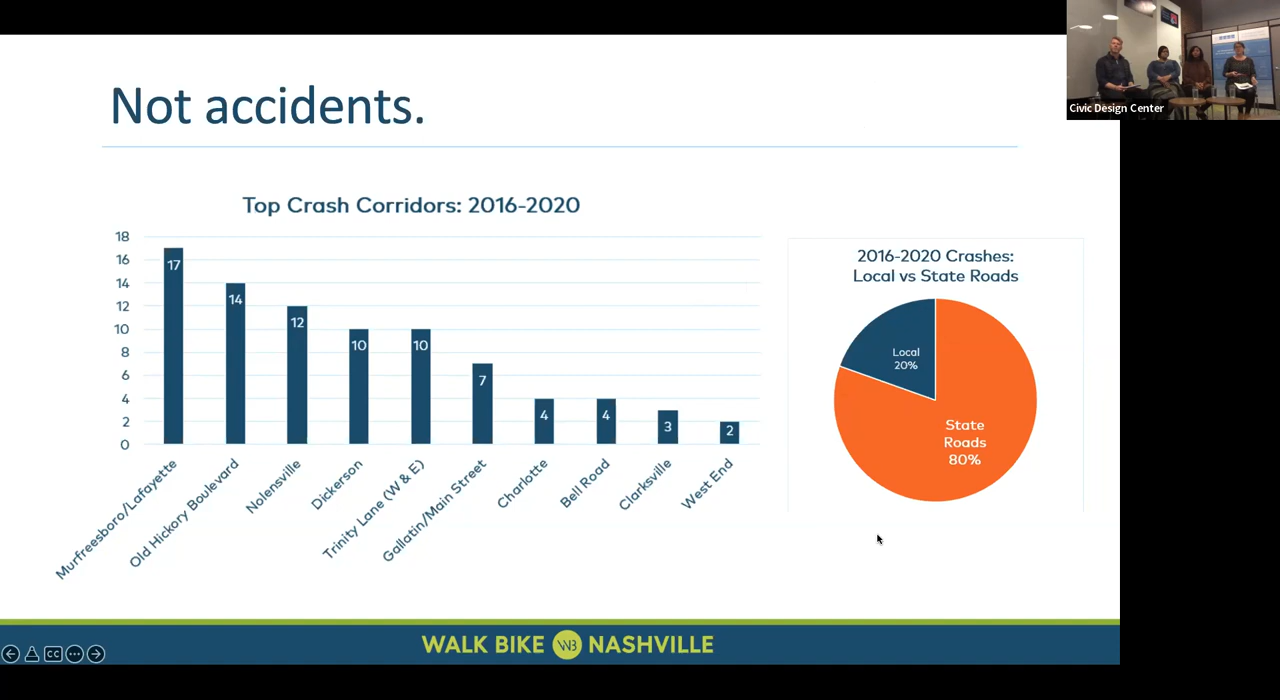 Civic Design Center
Not accidents.
Top Crash Corridors: 2016-2020
18
16
14
12
10
8
6
4
2
0
17
14
12
10
10
7
4
4
3
2
Murfreesboro/Lafayette
Old Hickory Boulevard
Nolensville
Dickerson
Trinity Lane (W & E)
Gallatin/Main Street
Charlotte
Bell Road
Clarksville
West End
2016-2020 Crashes:
Local vs State Roads
Local
20%
State
Roads
80%
WALK BIKE WB NASHVILLE
CC